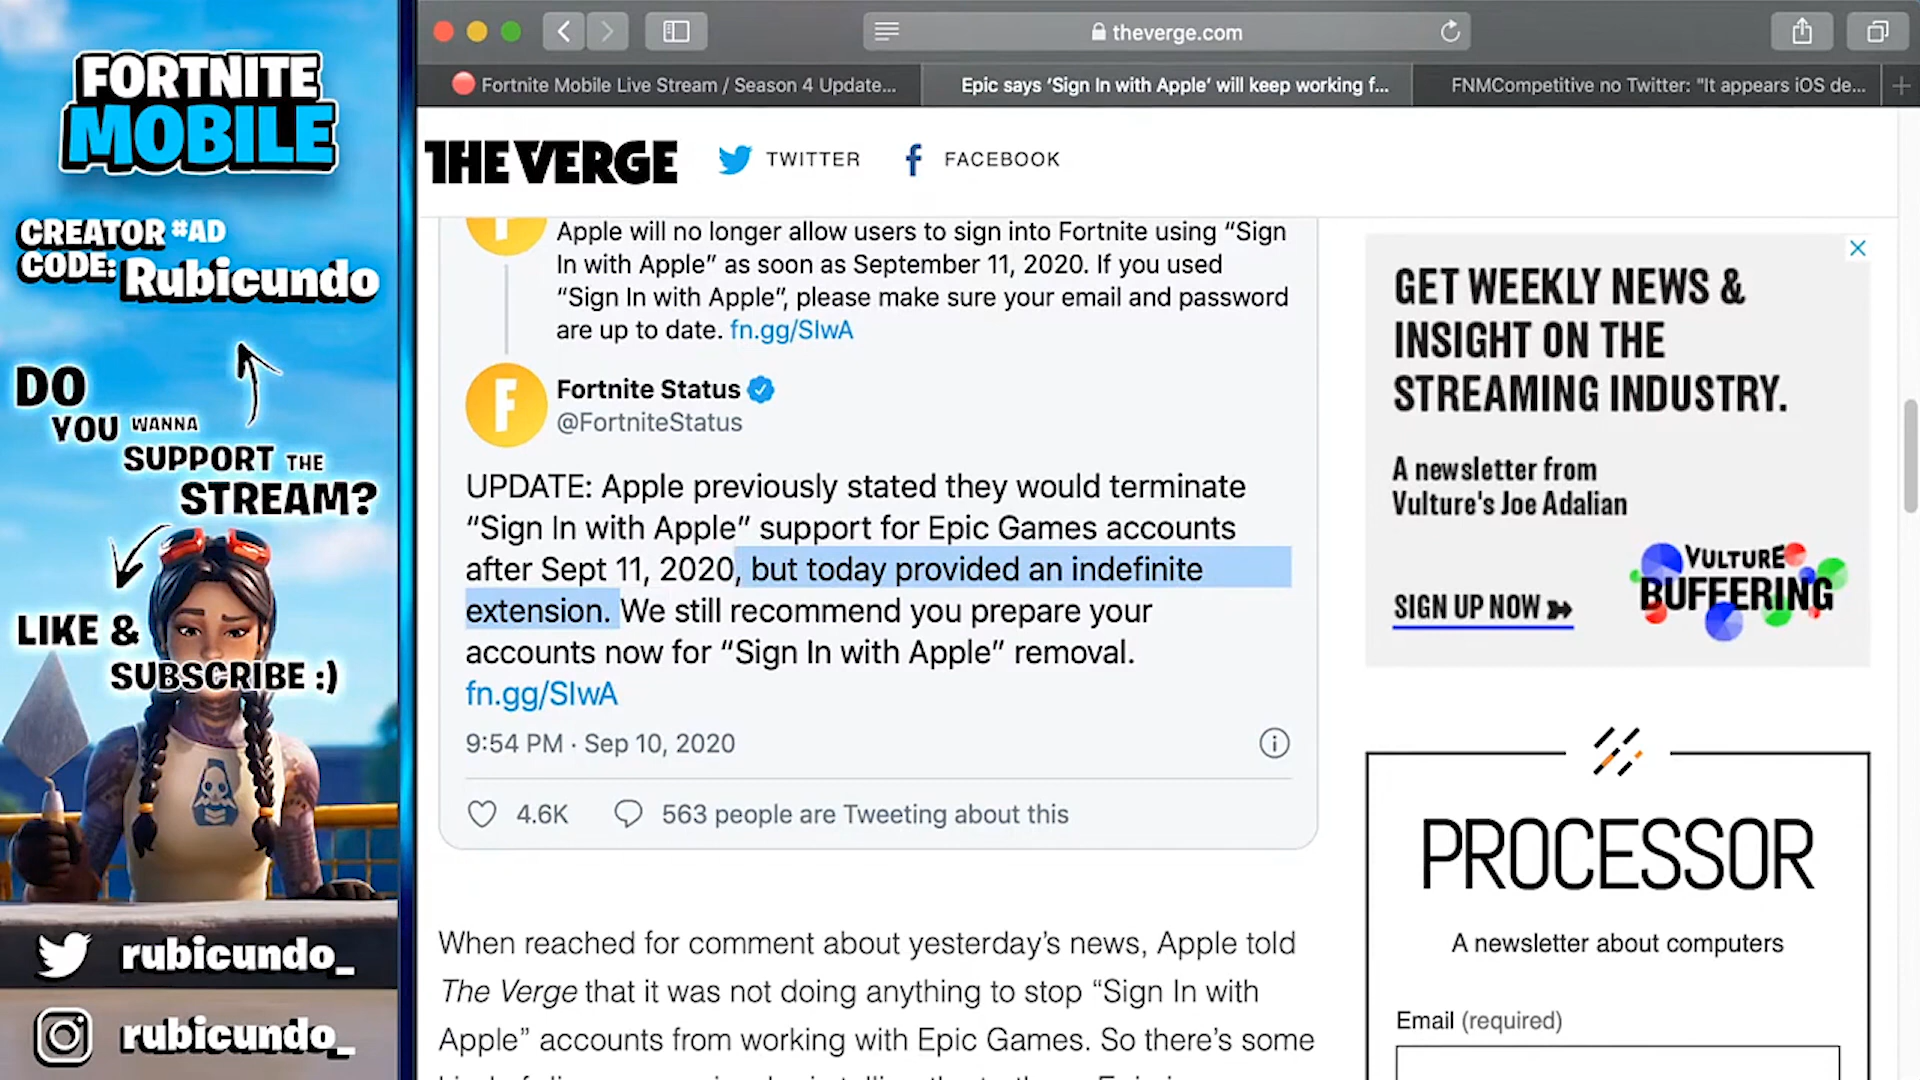 FORTNITE
MOBILE
CREATOR #AD
CODE: Rubicundo
DO
YOU WANNA
SUPPORT THE
STREAM?
LIKE &
SUBSCRIBE :)
rubicundo_
rubicundo_
theverge.com
Fortnite Mobile Live Stream / Season 4 Update...
Epic says ‘Sign In with Apple’ will keep working f...
FNMCompetitive no Twitter: "It appears iOS de...
THE VERGE
TWITTER
FACEBOOK
Apple will no longer allow users to sign into Fortnite using “Sign
In with Apple” as soon as September 11, 2020. If you used
“Sign In with Apple”, please make sure your email and password
are up to date. fn.gg/SIwA
Fortnite Status
@FortniteStatus
UPDATE: Apple previously stated they would terminate
“Sign In with Apple” support for Epic Games accounts
after Sept 11, 2020, but today provided an indefinite
extension. We still recommend you prepare your
accounts now for “Sign In with Apple” removal.
fn.gg/SIwA
9:54 PM · Sep 10, 2020
4.6K
563 people are Tweeting about this
When reached for comment about yesterday’s news, Apple told
The Verge that it was not doing anything to stop “Sign In with
Apple” accounts from working with Epic Games. So there’s some
GET WEEKLY NEWS &
INSIGHT ON THE
STREAMING INDUSTRY.
A newsletter from
Vulture's Joe Adalian
SIGN UP NOW
VULTURE
BUFFERING
PROCESSOR
A newsletter about computers
Email (required)